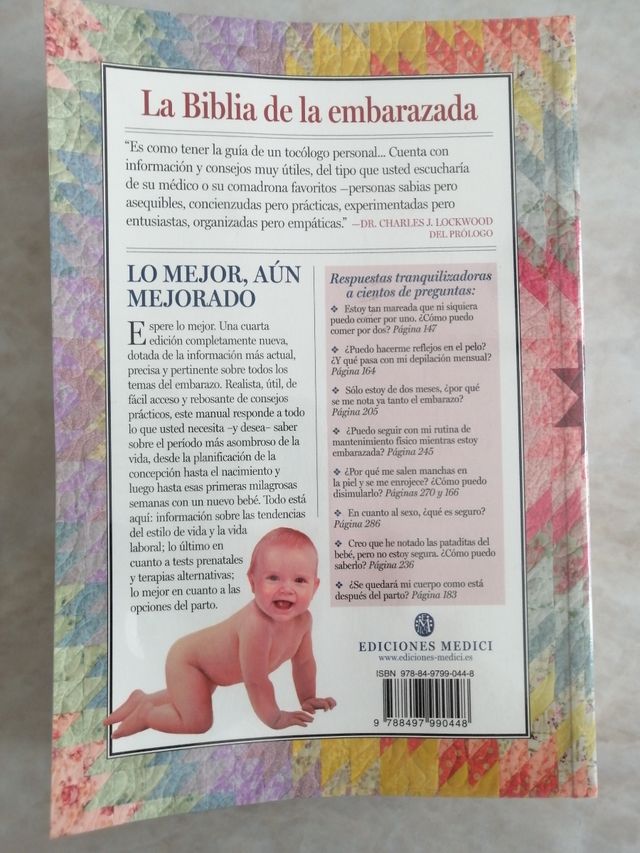 La Biblia de la embarazada
“Es como tener la guía de un tocólogo personal... Cuenta con
información y consejos muy útiles, del tipo que usted escucharía
de su médico o su comadrona favoritos –personas sabias pero
asequibles, concienzudas pero prácticas, experimentadas pero
entusiastas, organizadas pero empáticas.” —DR. CHARLES J. LOCKWOOD
DEL PRÓLOGO
LO MEJOR, AÚN
MEJORADO
Espere lo mejor. Una cuarta
edición completamente nueva,
dotada de la información más actual,
precisa y pertinente sobre todos los
temas del embarazo. Realista, útil, de
fácil acceso y rebosante de consejos
prácticos, este manual responde a todo
lo que usted necesita –y desea– saber
sobre el período más asombroso de la
vida, desde la planificación de la
concepción hasta el nacimiento y
luego hasta esas primeras milagrosas
semanas con un nuevo bebé. Todo está
aquí: información sobre las tendencias
del estilo de vida y la vida
laboral; lo último en
cuanto a tests prenatales
y terapias alternativas;
lo mejor en cuanto a las
opciones del parto.
Respuestas tranquilizadoras
a cientos de preguntas:
❖ Estoy tan mareada que ni siquiera
puedo comer por uno. ¿Cómo puedo
comer por dos? Página 147
❖ ¿Puedo hacerme reflejos en el pelo?
¿Y qué pasa con mi depilación mensual?
Página 164
❖ Sólo estoy de dos meses, ¿por qué
se me nota ya tanto el embarazo?
Página 205
❖ ¿Puedo seguir con mi rutina de
mantenimiento físico mientras estoy
embarazada? Página 245
❖ ¿Por qué me salen manchas en
la piel y se me enrojece? ¿Cómo puedo
disimularlo? Páginas 270 y 166
❖ En cuanto al sexo, ¿qué es seguro?
Página 286
❖ Creo que he notado las pataditas del
bebé, pero no estoy segura. ¿Cómo puedo
saberlo? Página 236
❖ ¿Se quedará mi cuerpo como está
después del parto? Página 183
EDICIONES MEDICI
www.ediciones-medici.es
ISBN 978-84-9799-044-8
9 788497 990448